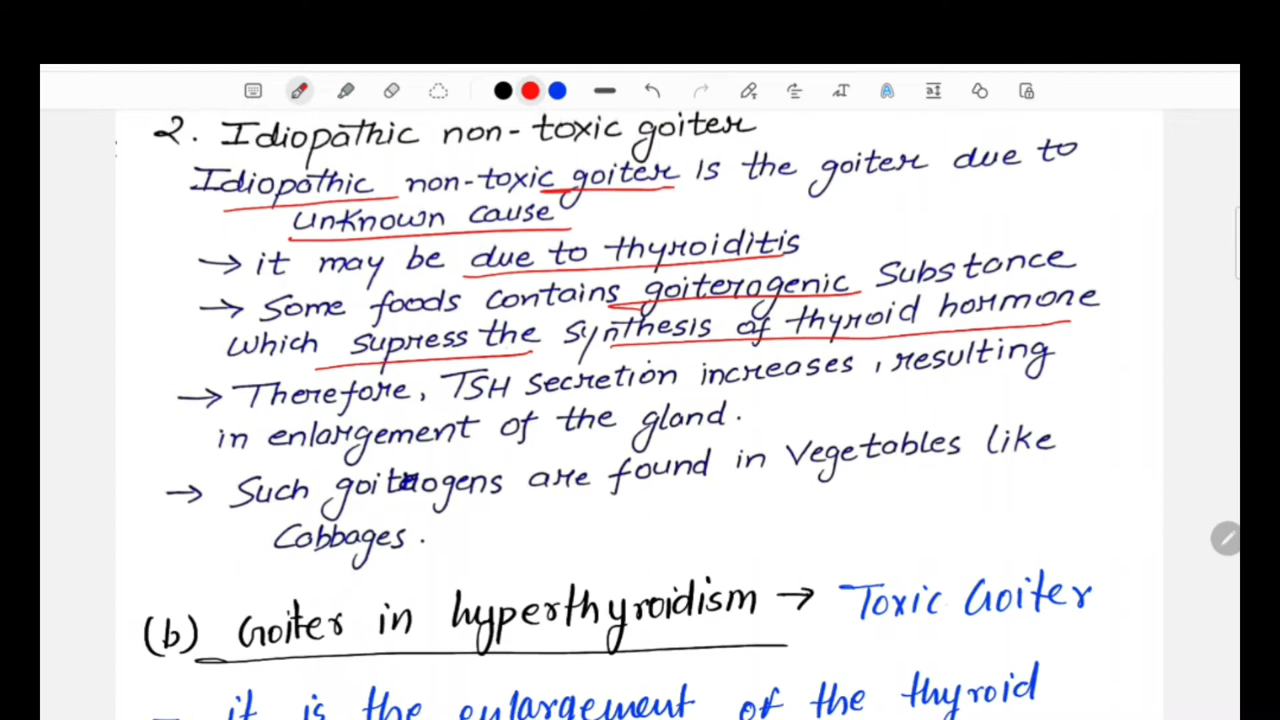 2. Idiopathic non-toxic goiter
Idiopathic non-toxic goiter is the goiter due to
unknown cause
→ it may be due to thyroiditis
→ Some foods contains goiterogenic Substance
which supress the synthesis of thyroid hormone
→ Therefore, TSH secretion increases, resulting
in enlargement of the gland.
→ Such goitrogens are found in vegetables like
Cabbages.
(b) Goiter in hyperthyroidism → Toxic Goiter
→ it is the enlargement of the thyroid